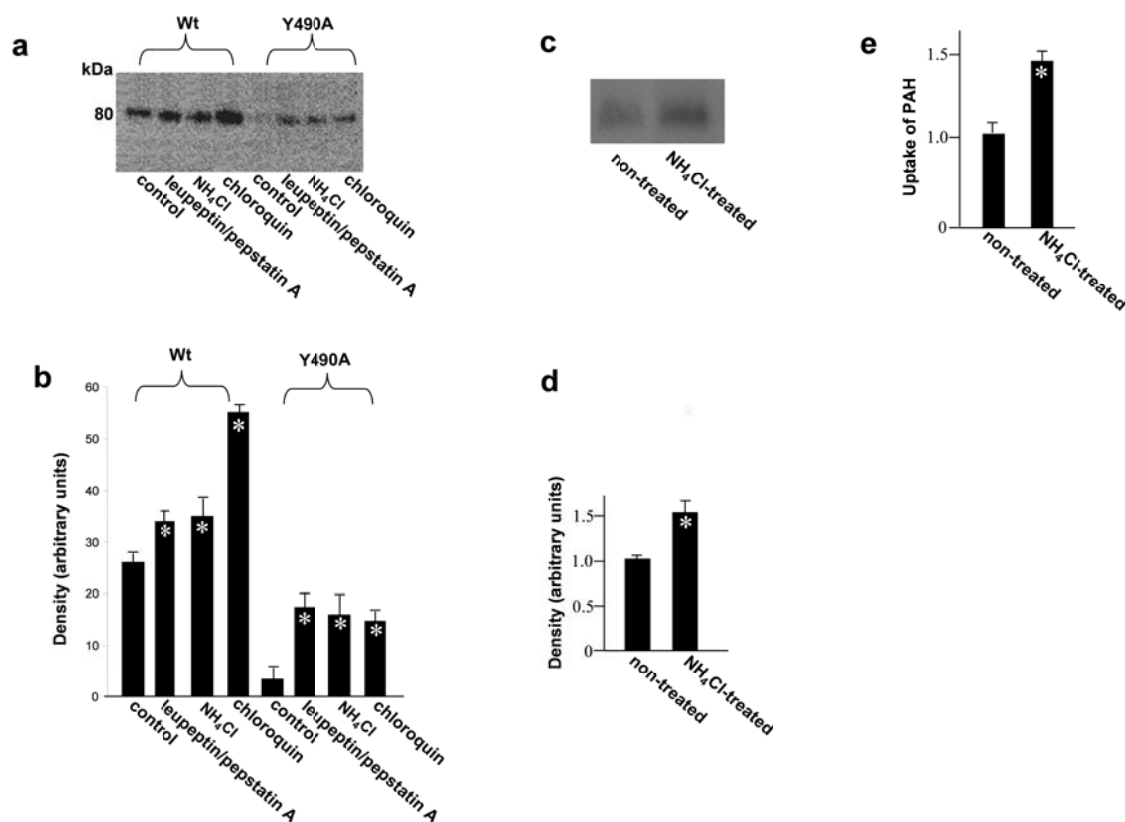 a
Wt
Y490A
kDa
80
control
leupeptin/pepstatin A
NH4Cl
chloroquin
control
leupeptin/pepstatin A
NH4Cl
chloroquin
b
Wt
Y490A
Density (arbitrary units)
60
50
40
30
20
10
0
*
*
*
*
*
*
control
leupeptin/pepstatin A
NH4Cl
chloroquin
control
leupeptin/pepstatin A
NH4Cl
chloroquin
c
non-treated
NH4Cl-treated
d
Density (arbitrary units)
1.5
1.0
0.5
0
*
non-treated
NH4Cl-treated
e
Uptake of PAH
1.5
1.0
0
*
non-treated
NH4Cl-treated